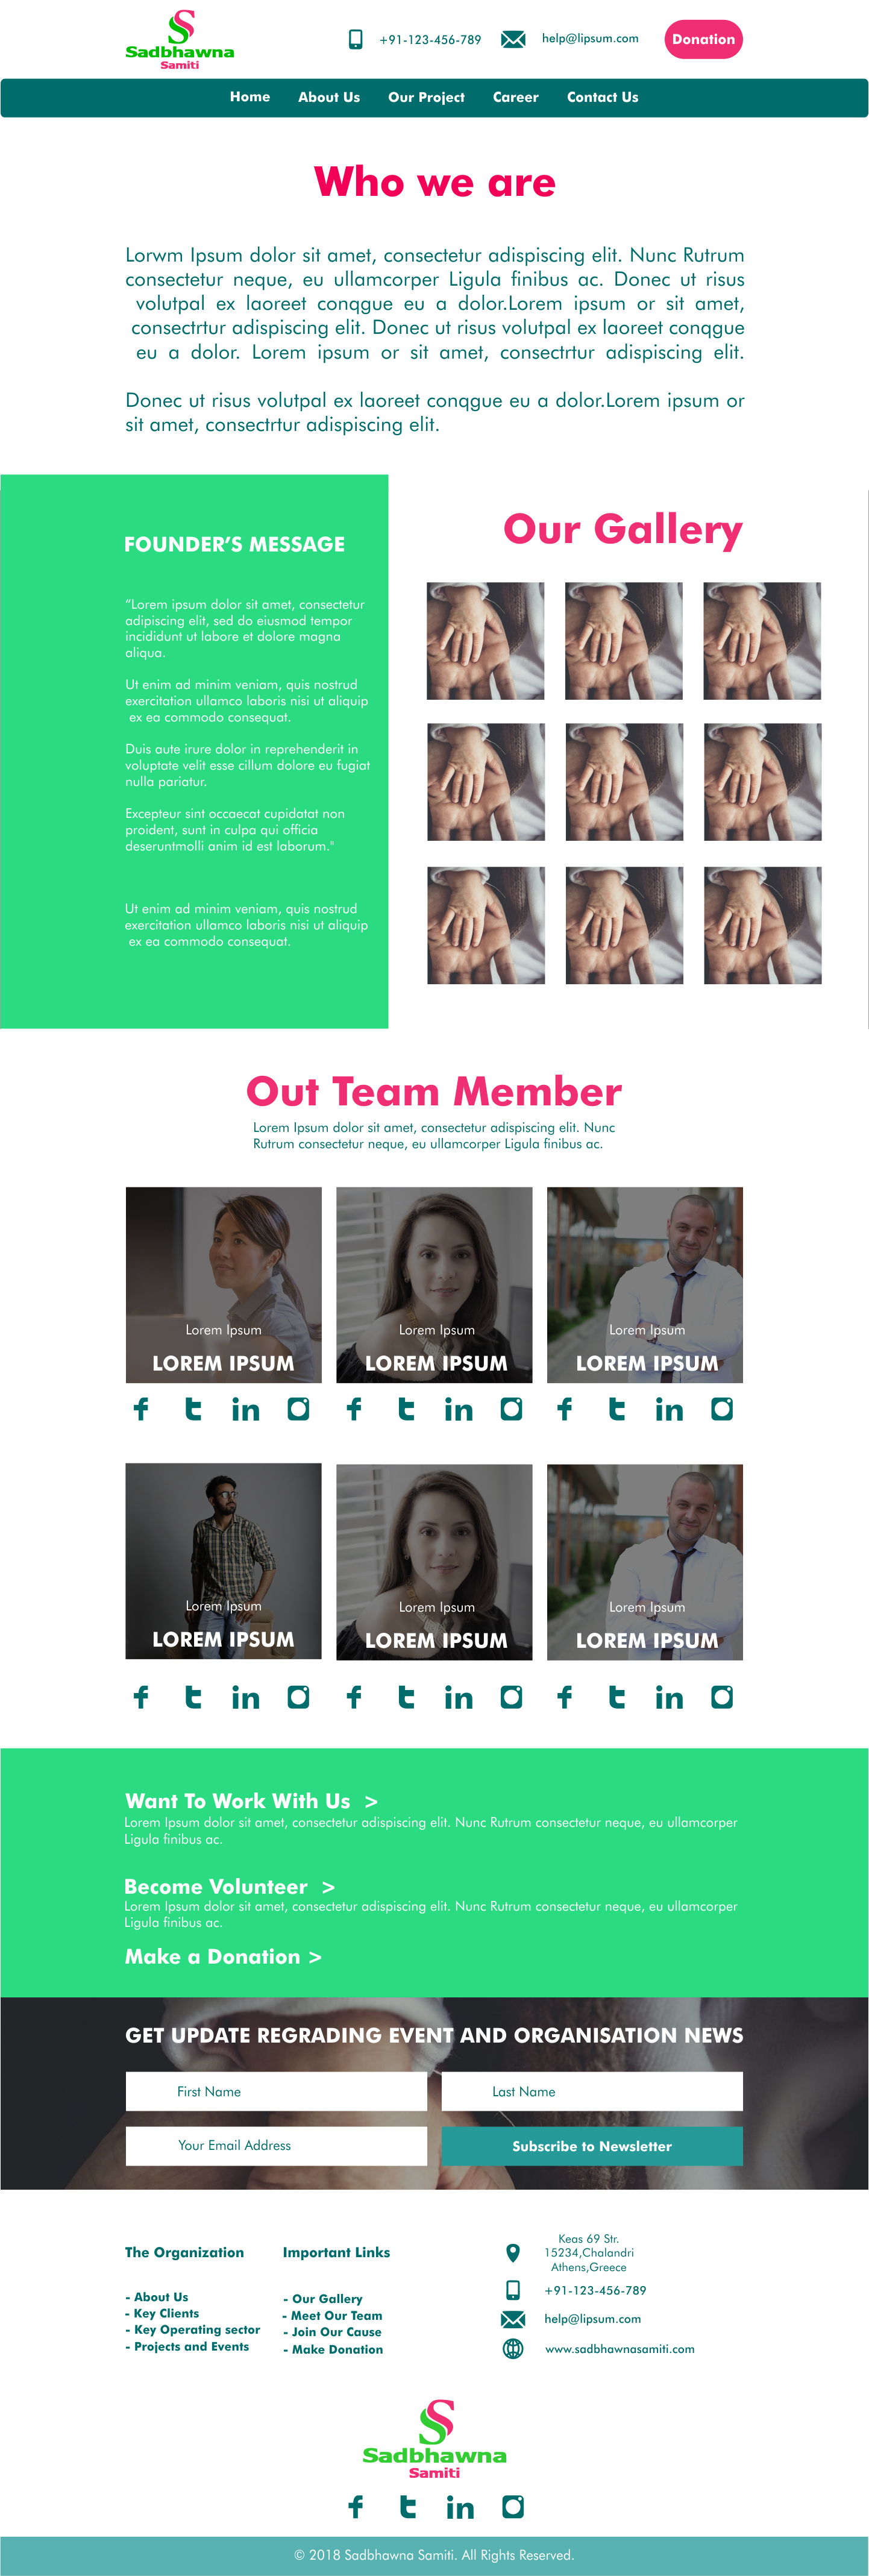 Sadbhawna
Samiti
+91-123-456-789
help@lipsum.com
Donation
Home
About Us
Our Project
Career
Contact Us
Who we are
Lorwm Ipsum dolor sit amet, consectetur adispiscing elit. Nunc Rutrum
consectetur neque, eu ullamcorper Ligula finibus ac. Donec ut risus
volutpal ex laoreet conqgue eu a dolor.Lorem ipsum or sit amet,
consectrtur adispiscing elit. Donec ut risus volutpal ex laoreet conqgue
eu a dolor. Lorem ipsum or sit amet, consectrtur adispiscing elit.
Donec ut risus volutpal ex laoreet conqgue eu a dolor.Lorem ipsum or
sit amet, consectrtur adispiscing elit.
FOUNDER'S MESSAGE
“Lorem ipsum dolor sit amet, consectetur
adipiscing elit, sed do eiusmod tempor
incididunt ut labore et dolore magna
aliqua.
Ut enim ad minim veniam, quis nostrud
exercitation ullamco laboris nisi ut aliquip
ex ea commodo consequat.
Duis aute irure dolor in reprehenderit in
voluptate velit esse cillum dolore eu fugiat
nulla pariatur.
Excepteur sint occaecat cupidatat non
proident, sunt in culpa qui officia
deseruntmolli anim id est laborum."
Ut enim ad minim veniam, quis nostrud
exercitation ullamco laboris nisi ut aliquip
ex ea commodo consequat.
Our Gallery
Out Team Member
Lorem Ipsum dolor sit amet, consectetur adispiscing elit. Nunc
Rutrum consectetur neque, eu ullamcorper Ligula finibus ac.
Lorem Ipsum
LOREM IPSUM
Lorem Ipsum
LOREM IPSUM
Lorem Ipsum
LOREM IPSUM
Lorem Ipsum
LOREM IPSUM
Lorem Ipsum
LOREM IPSUM
Lorem Ipsum
LOREM IPSUM
Want To Work With Us >
Lorem Ipsum dolor sit amet, consectetur adispiscing elit. Nunc Rutrum consectetur neque, eu ullamcorper
Ligula finibus ac.
Become Volunteer >
Lorem Ipsum dolor sit amet, consectetur adispiscing elit. Nunc Rutrum consectetur neque, eu ullamcorper
Ligula finibus ac.
Make a Donation >
GET UPDATE REGRADING EVENT AND ORGANISATION NEWS
First Name
Last Name
Your Email Address
Subscribe to Newsletter
The Organization
- About Us
- Key Clients
- Key Operating sector
- Projects and Events
Important Links
- Our Gallery
- Meet Our Team
- Join Our Cause
- Make Donation
Keas 69 Str.
15234,Chalandri
Athens,Greece
+91-123-456-789
help@lipsum.com
www.sadbhawnasamiti.com
Sadbhawna
Samiti
© 2018 Sadbhawna Samiti. All Rights Reserved.